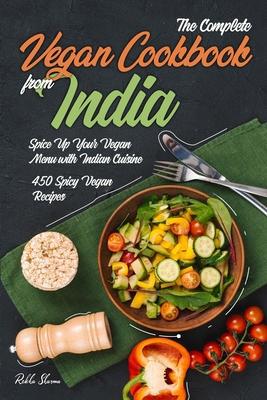 The Complete
Vegan Cookbook
from India
Spice Up Your Vegan
Menu with Indian Cuisine
450 Spicy Vegan
Recipes
Rekha Sharma